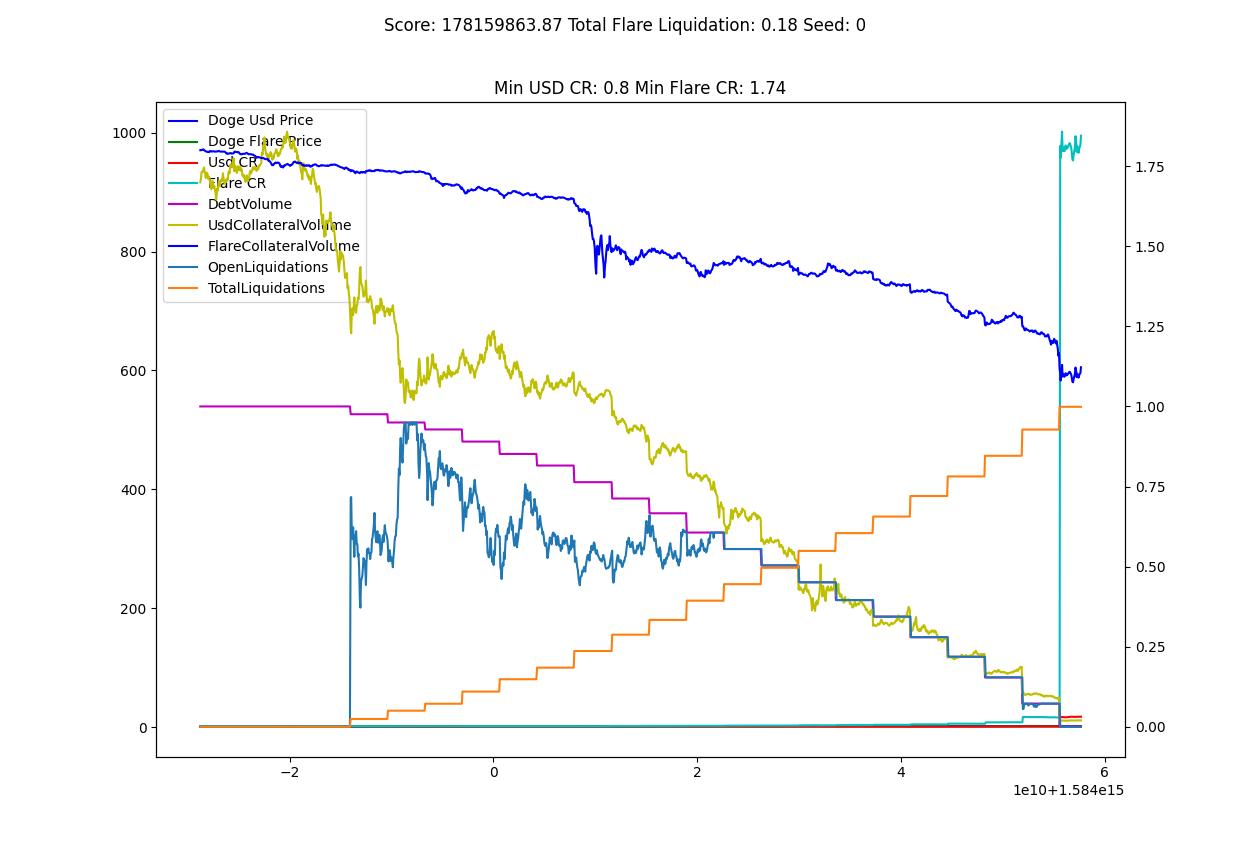 Score: 178159863.87 Total Flare Liquidation: 0.18 Seed: 0
Min USD CR: 0.8 Min Flare CR: 1.74
Doge Usd Price
Doge Flare Price
Usd CR
Flare CR
DebtVolume
UsdCollateralVolume
FlareCollateralVolume
OpenLiquidations
TotalLiquidations
1000
800
600
400
200
0
1.75
1.50
1.25
1.00
0.75
0.50
0.25
0.00
−2
0
2
4
6
1e10+1.584e15